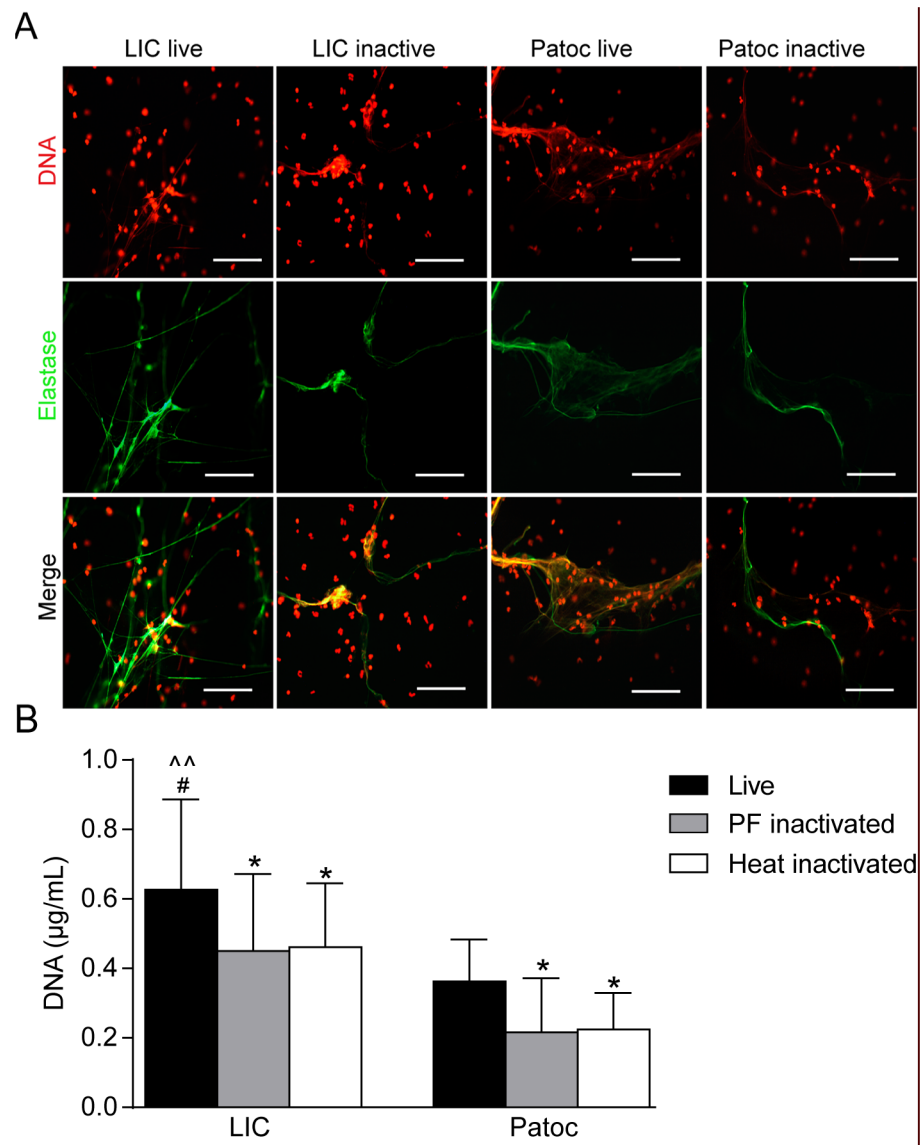 A
LIC live
LIC inactive
Patoc live
Patoc inactive
DNA
Elastase
Merge
B
1.0
0.8
0.6
0.4
0.2
0.0
DNA (µg/mL)
^^
#
*
*
*
*
Live
PF inactivated
Heat inactivated
LIC
Patoc